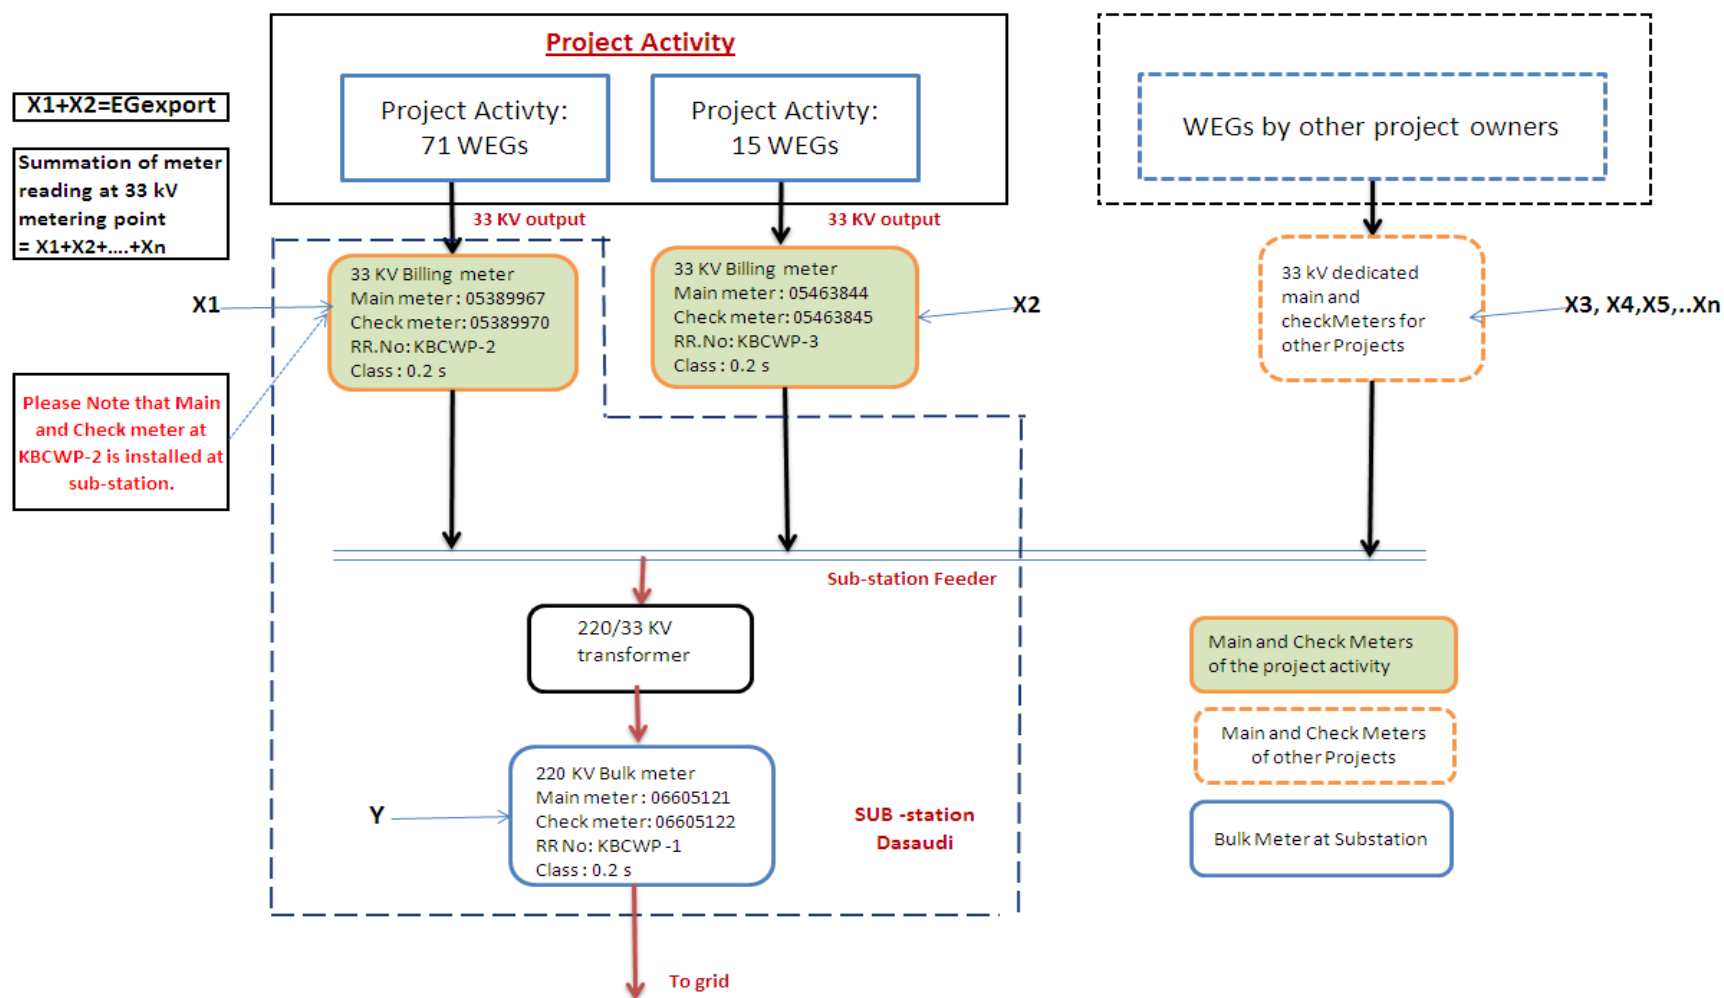 Project Activity
X1+X2=EGexport
Summation of meter
reading at 33 kV
metering point
= X1+X2+....+Xn
Project Activty:
71 WEGs
Project Activty:
15 WEGs
WEGs by other project owners
33 KV output
33 KV output
33 KV Billing meter
Main meter : 05389967
Check meter: 05389970
RR.No: KBCWP-2
Class : 0.2 s
33 KV Billing meter
Main meter : 05463844
Check meter: 05463845
RR.No: KBCWP-3
Class : 0.2 s
33 kV dedicated
main and
checkMeters for
other Projects
X1
X2
X3, X4,X5,..Xn
Please Note that Main
and Check meter at
KBCWP-2 is installed at
sub-station.
Sub-station Feeder
220/33 KV
transformer
Main and Check Meters
of the project activity
Main and Check Meters
of other Projects
220 KV Bulk meter
Main meter : 06605121
Check meter: 06605122
RR No: KBCWP -1
Class : 0.2 s
Y
SUB -station
Dasaudi
Bulk Meter at Substation
To grid